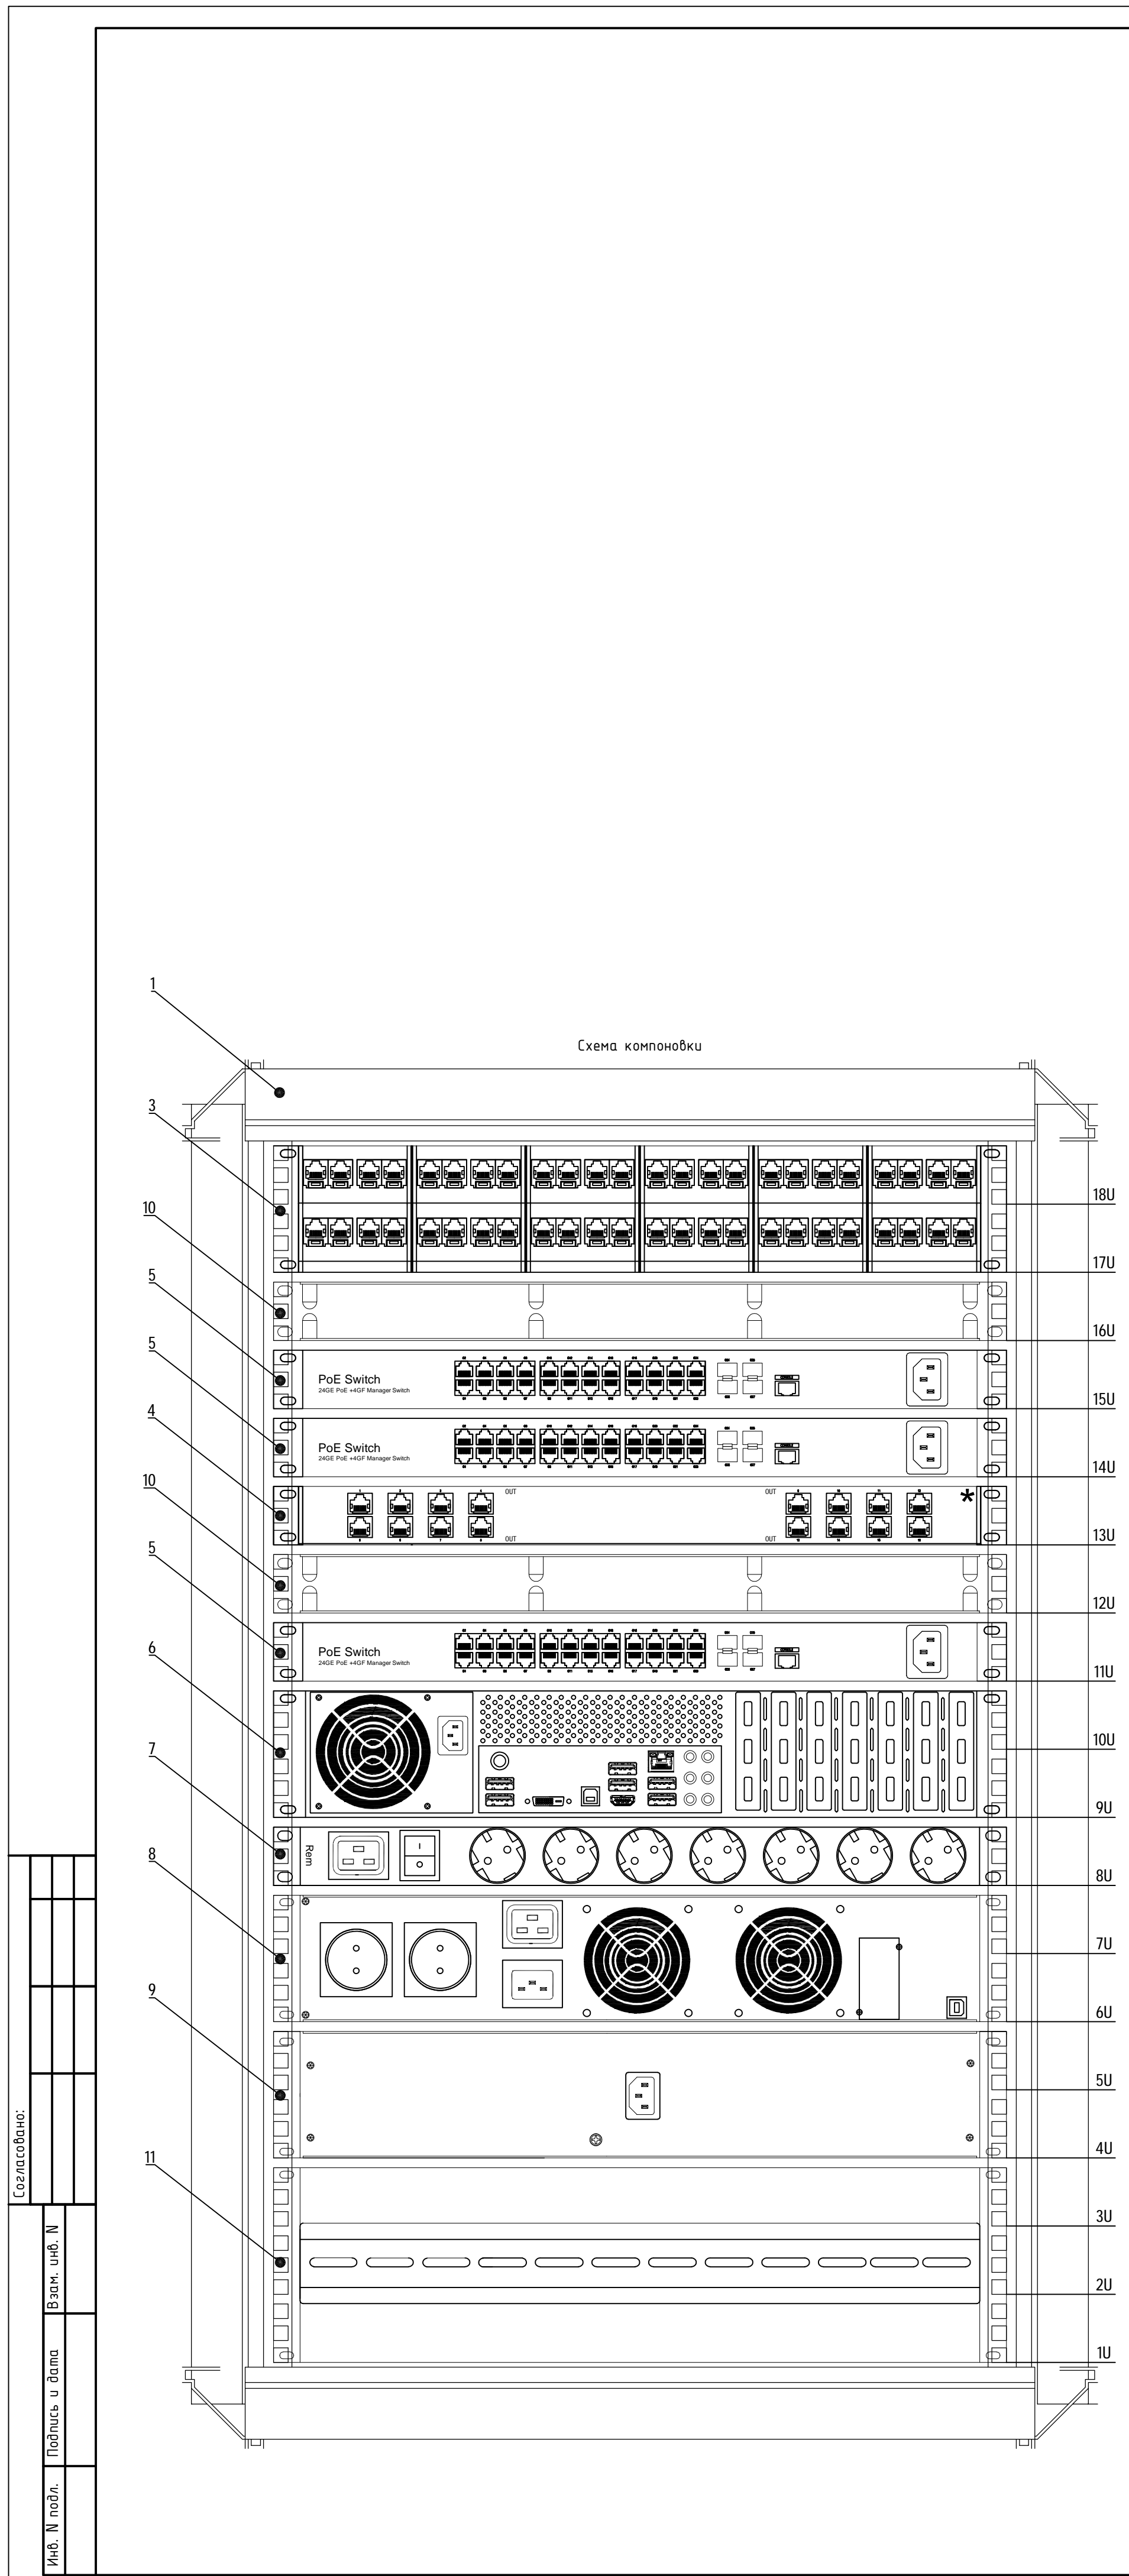 1
Схема компоновки
3
18U
10
17U
5
16U
5
PoE Switch
24GE PoE +4GF Manager Switch
CONSOLE
15U
4
PoE Switch
24GE PoE +4GF Manager Switch
CONSOLE
14U
10
OUT
OUT
*
OUT
OUT
13U
5
12U
6
PoE Switch
24GE PoE +4GF Manager Switch
CONSOLE
11U
7
10U
9U
8
Rem
8U
7U
9
6U
5U
11
4U
3U
2U
1U
Согласовано:
Взам. инв. N
Подпись и дата
Инв. N подл.